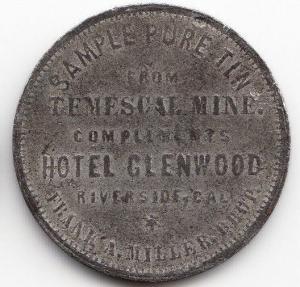 SAMPLE PURE TIN
FROM
TEMESCAL MINE.
COMPLIMENTS
HOTEL GLENWOOD
RIVERSIDE, CAL.
*
FRANK A. MILLER, PROP.